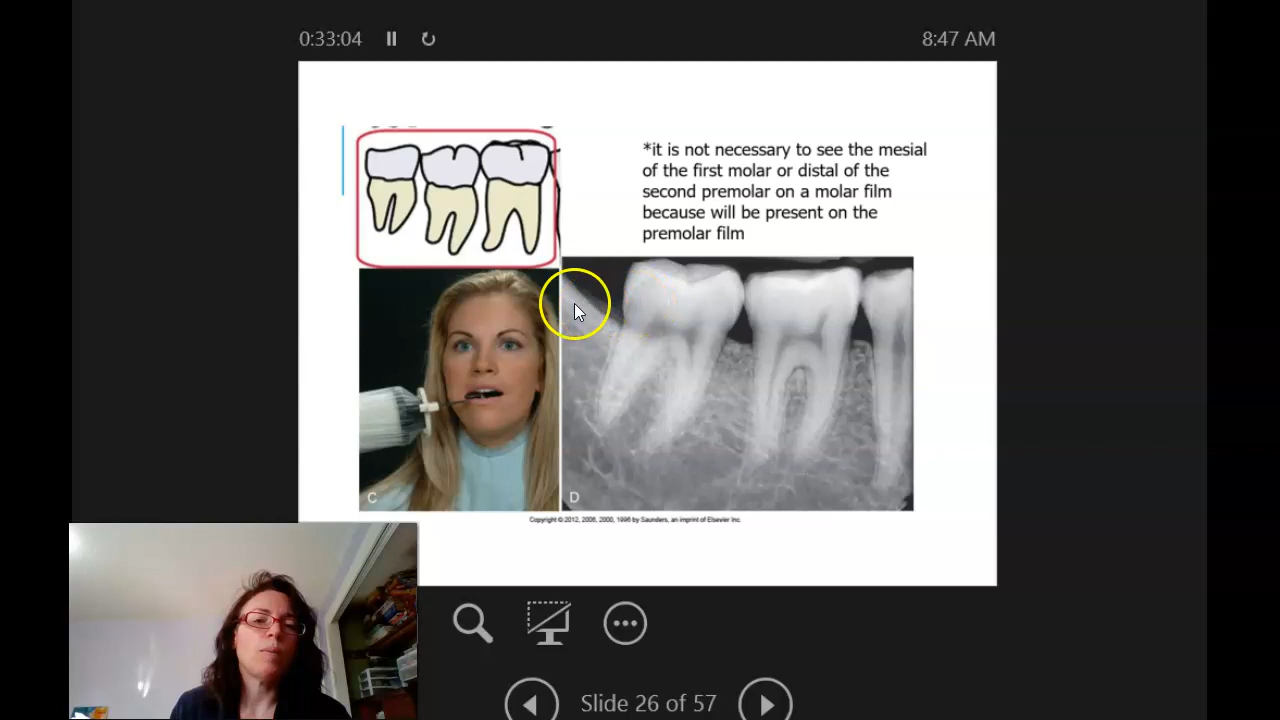 0:33:04
8:47 AM
*it is not necessary to see the mesial
of the first molar or distal of the
second premolar on a molar film
because will be present on the
premolar film
C
D
Copyright © 2012, 2006, 2000, 1996 by Saunders, an imprint of Elsevier Inc.
Slide 26 of 57